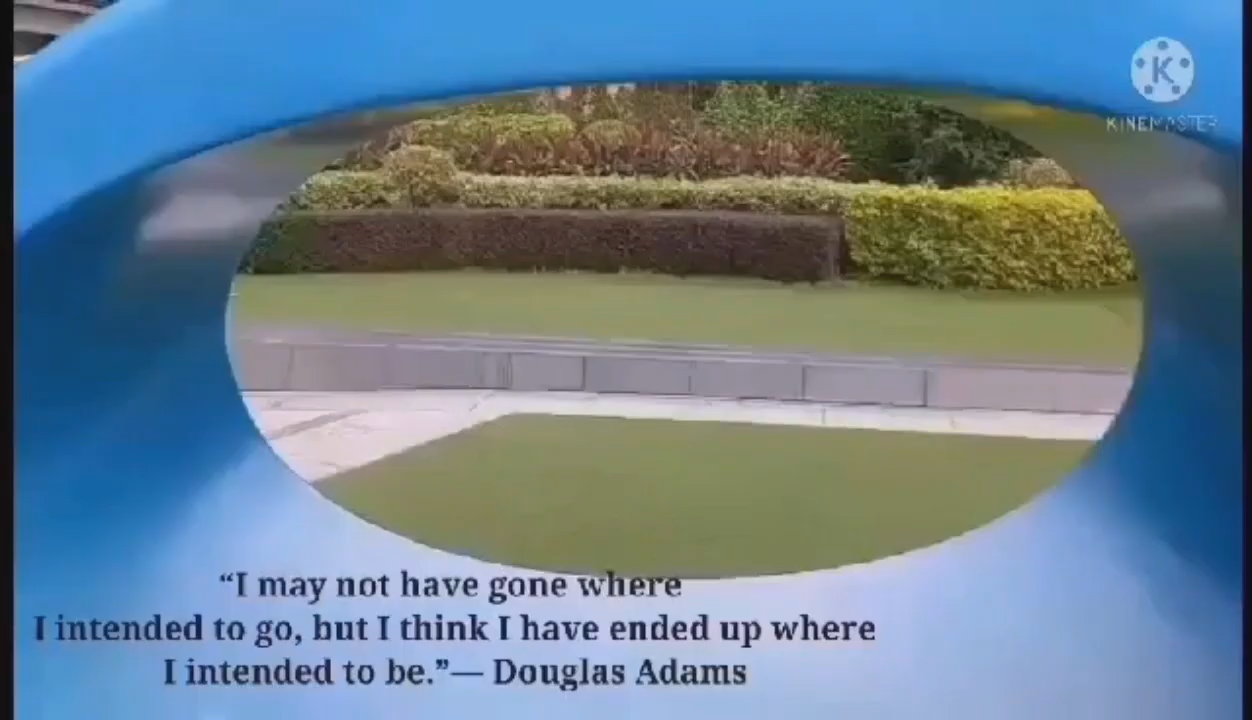 K
KINEMASTER
“I may not have gone where
I intended to go, but I think I have ended up where
I intended to be.”— Douglas Adams